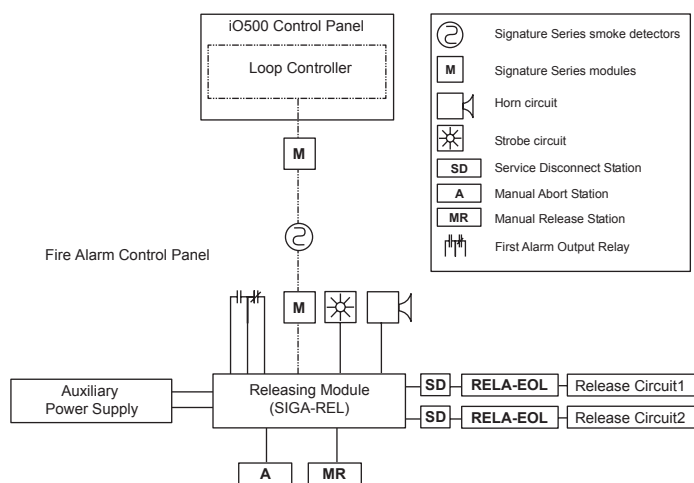 iO500 Control Panel
Loop Controller
M
Fire Alarm Control Panel
M
Auxiliary
Power Supply
Releasing Module
(SIGA-REL)
SD
RELA-EOL
Release Circuit1
SD
RELA-EOL
Release Circuit2
A
MR
Signature Series smoke detectors
M
Signature Series modules
Horn circuit
Strobe circuit
SD
Service Disconnect Station
A
Manual Abort Station
MR
Manual Release Station
First Alarm Output Relay